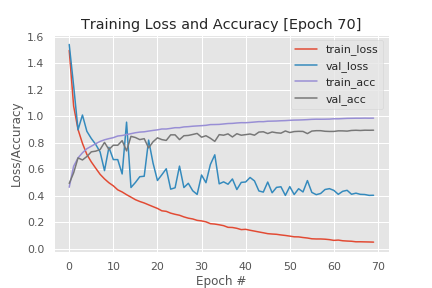 Training Loss and Accuracy [Epoch 70]
train_loss
val_loss
train_acc
val_acc
Loss/Accuracy
1.6
1.4
1.2
1.0
0.8
0.6
0.4
0.2
0.0
0 10 20 30 40 50 60 70
Epoch #